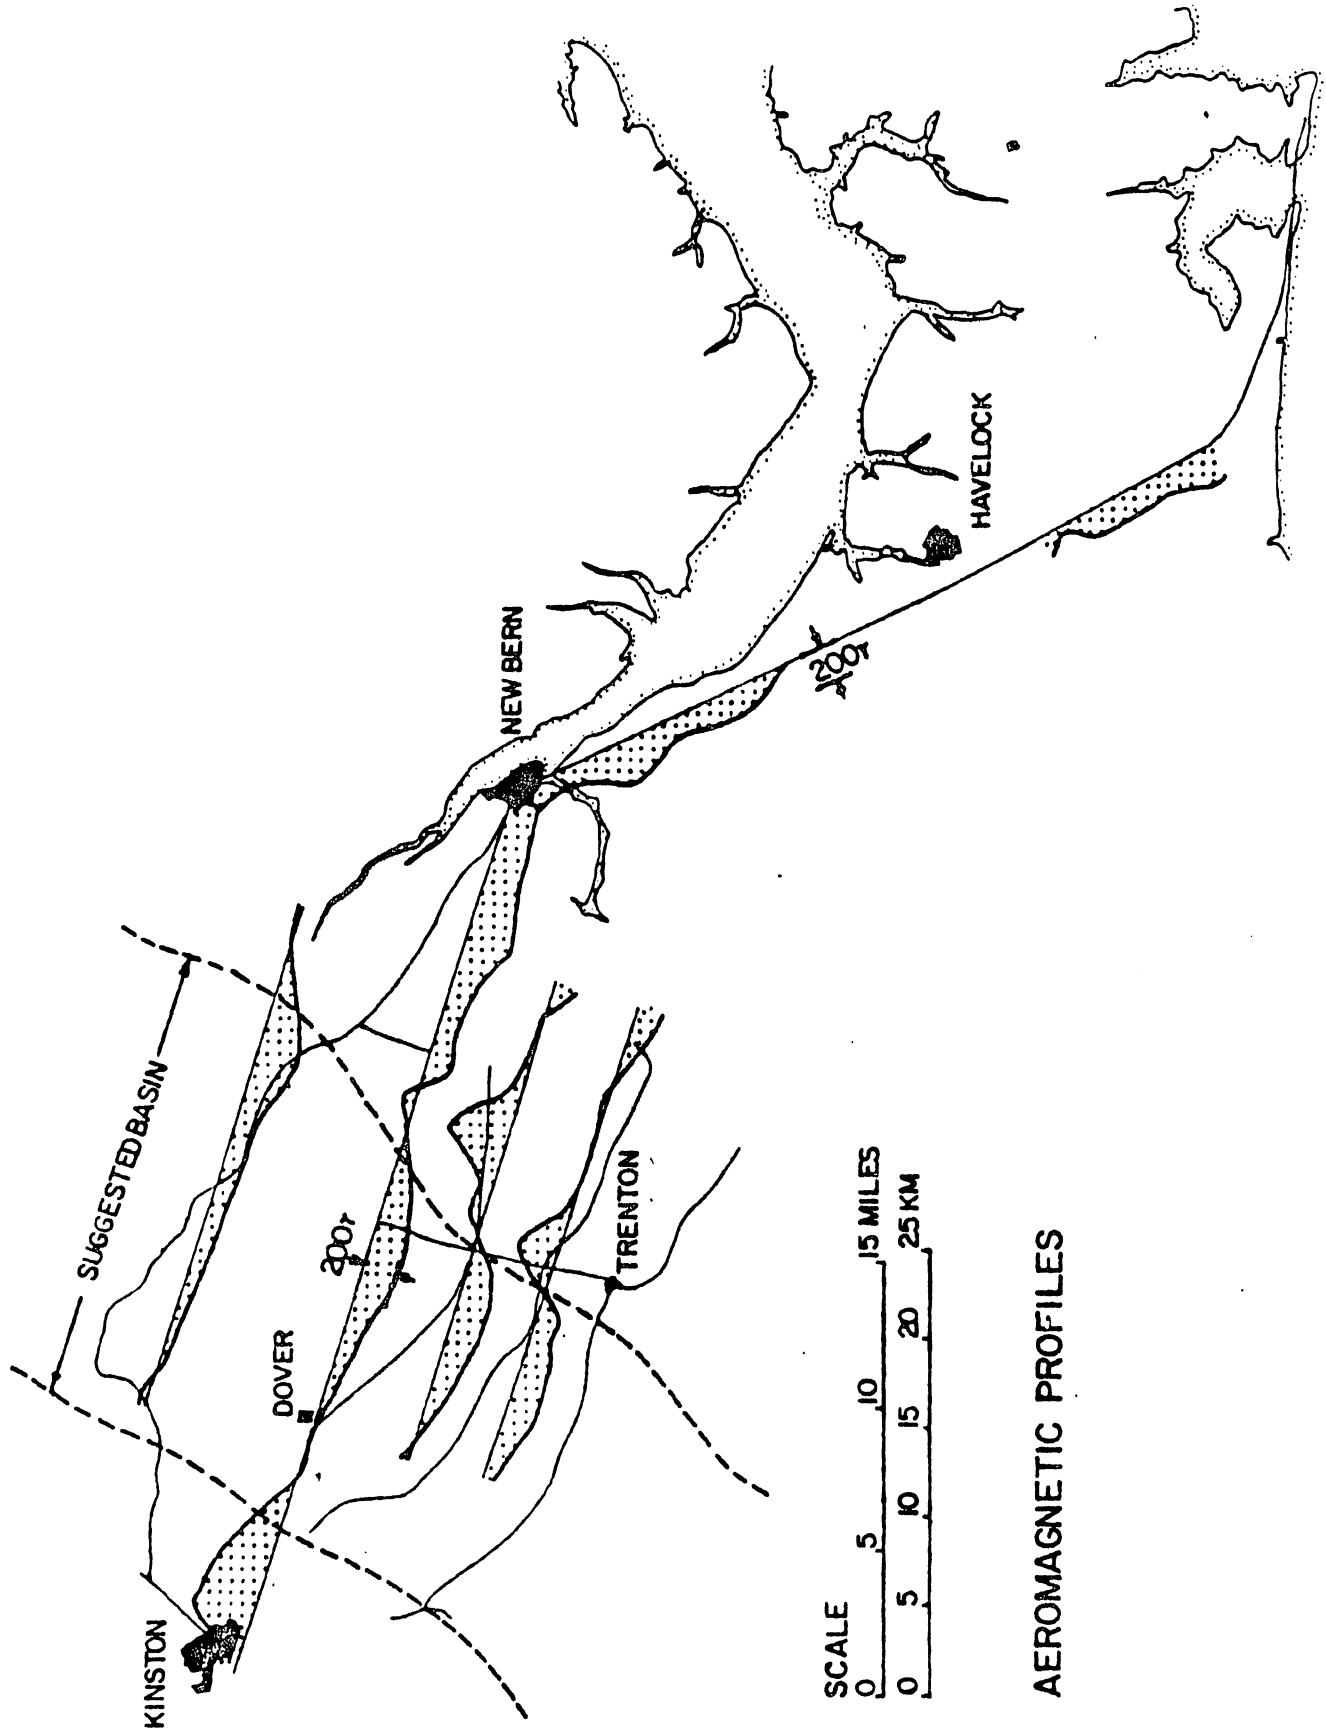 SUGGESTED BASIN
NEW BERN
KINSTON
DOVER
200γ
200γ
TRENTON
HAVELOCK
SCALE
0 5 10 15 MILES
0 5 10 15 20 25 KM
AEROMAGNETIC PROFILES